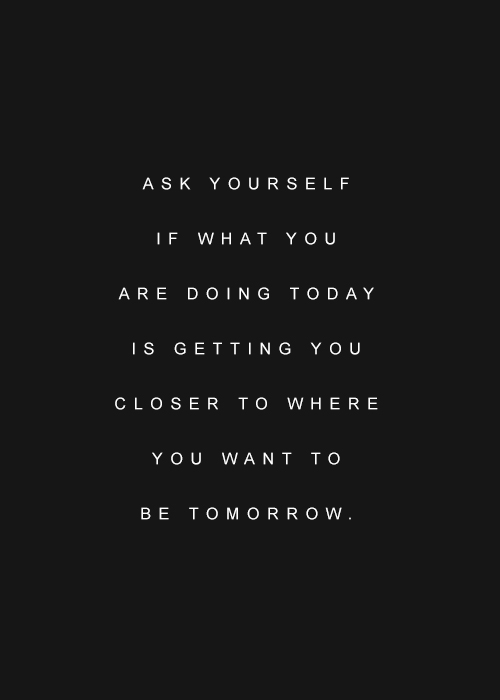 ASK YOURSELF
IF WHAT YOU
ARE DOING TODAY
IS GETTING YOU
CLOSER TO WHERE
YOU WANT TO
BE TOMORROW.